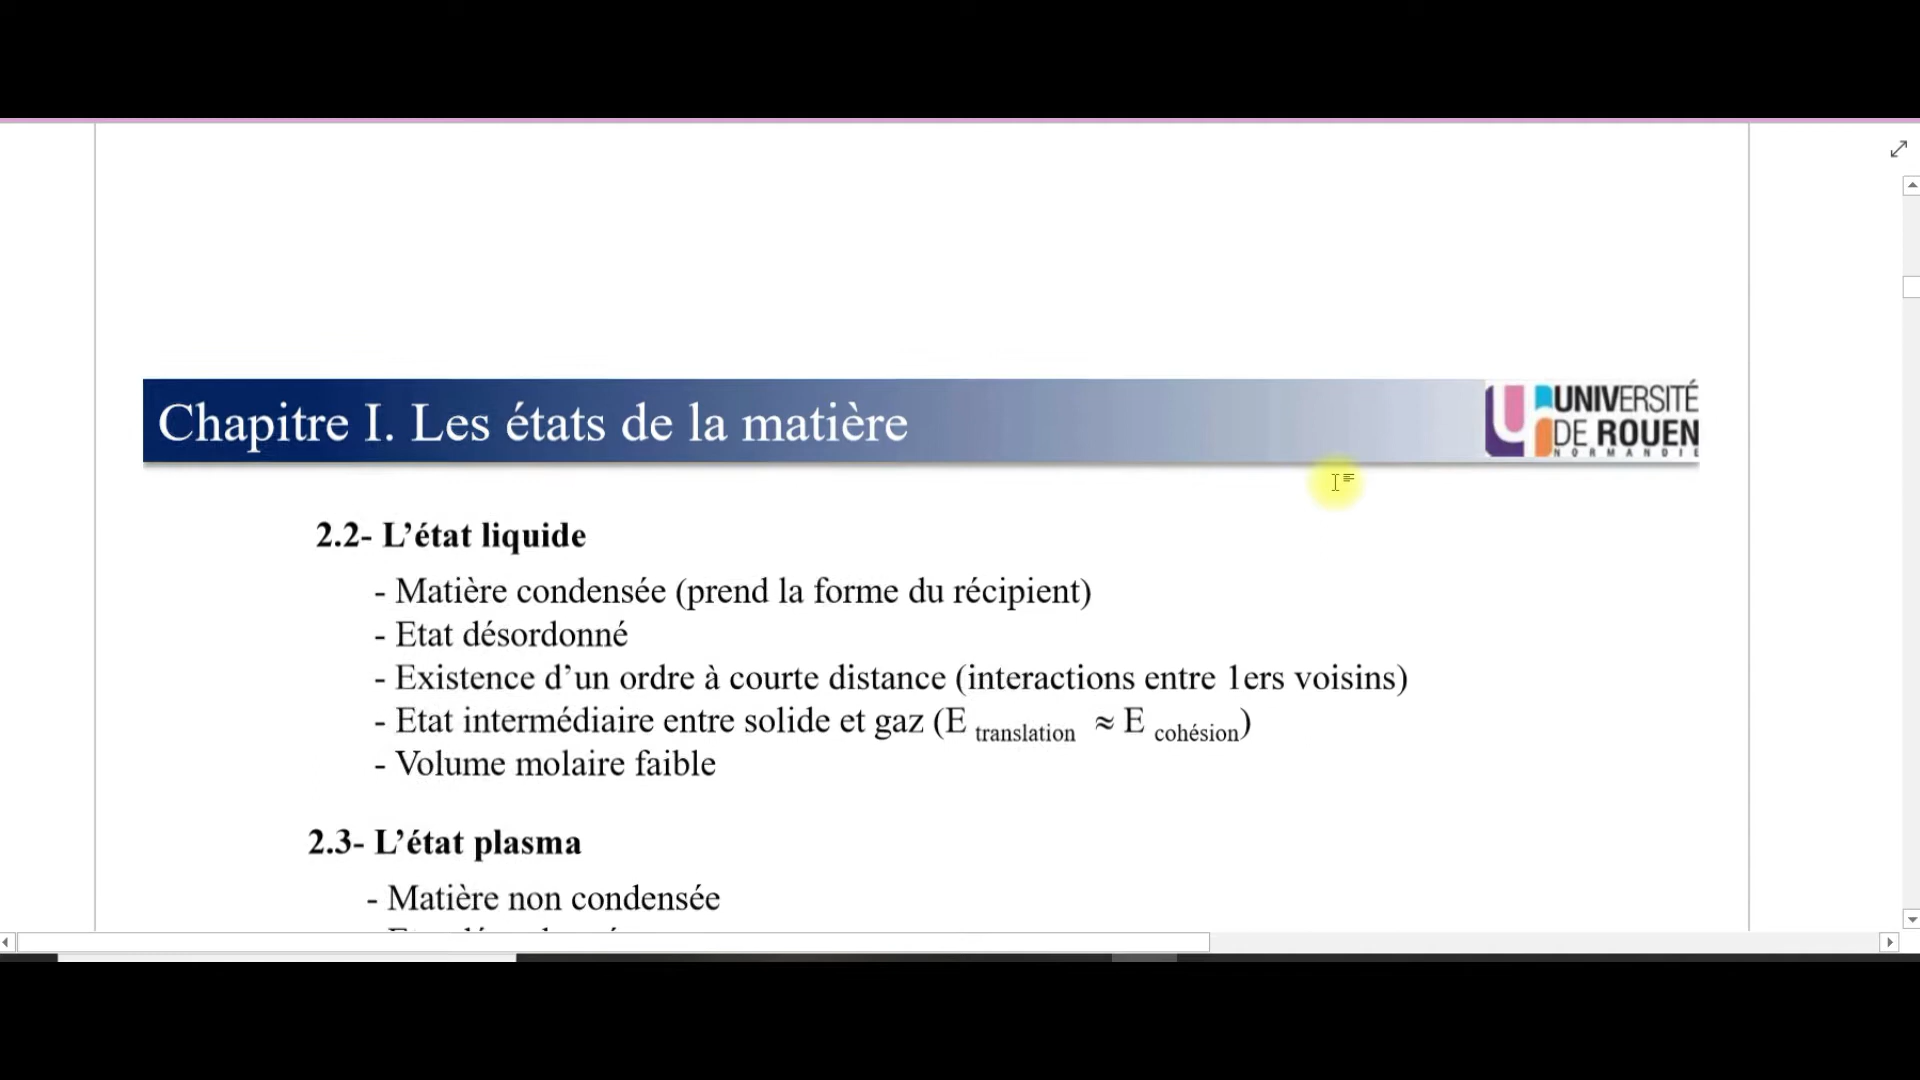 Chapitre I. Les états de la matière
UNIVERSITÉ
DE ROUEN
NORMANDIE
2.2- L’état liquide
- Matière condensée (prend la forme du récipient)
- Etat désordonné
- Existence d’un ordre à courte distance (interactions entre 1ers voisins)
- Etat intermédiaire entre solide et gaz (E translation ≈ E cohésion)
- Volume molaire faible
2.3- L’état plasma
- Matière non condensée